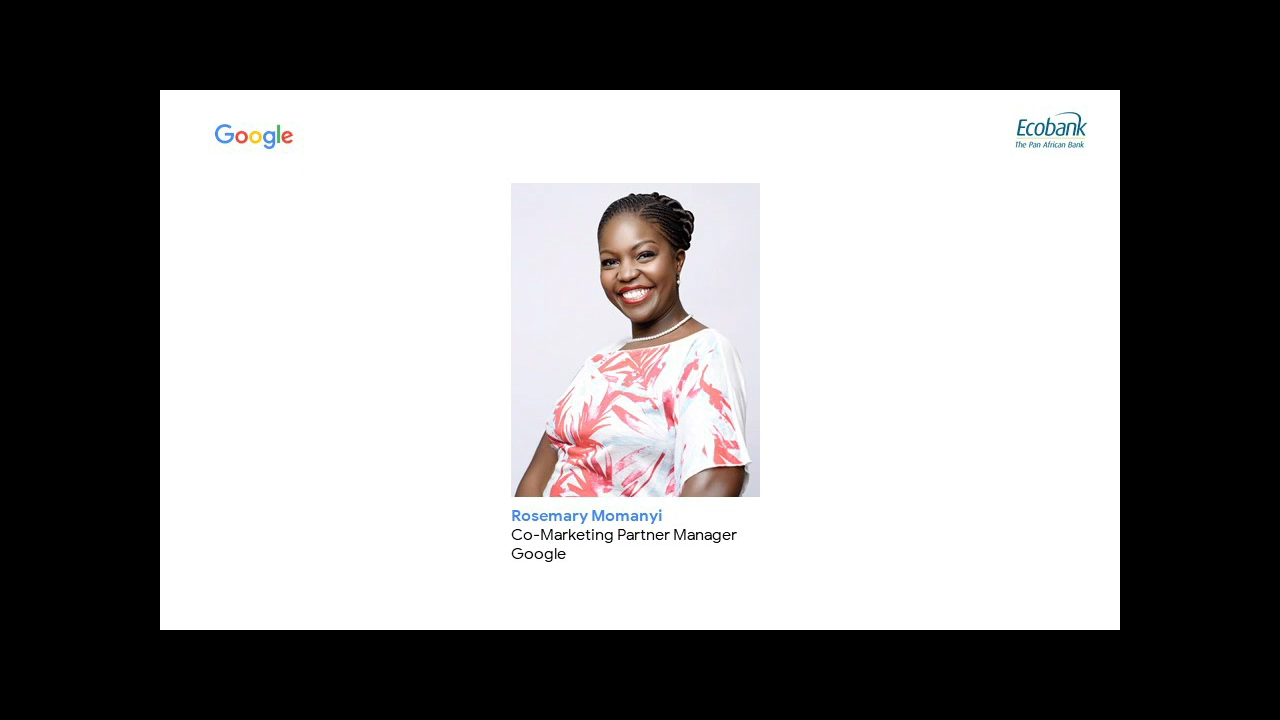 Google
Ecobank
The Pan African Bank
Rosemary Momanyi
Co-Marketing Partner Manager
Google